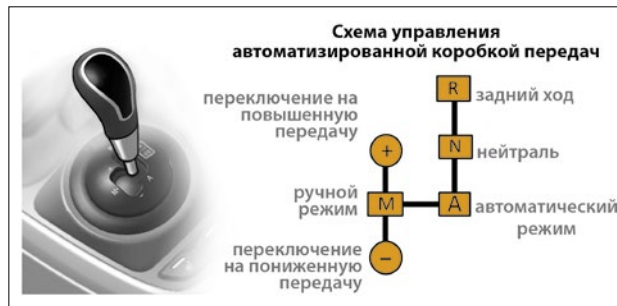 Схема управления
автоматизированной коробкой передач
переключение на
повышенную
передачу
+
ручной
режим
M
−
переключение
на пониженную
передачу
R
задний ход
N
нейтраль
A
автоматический
режим